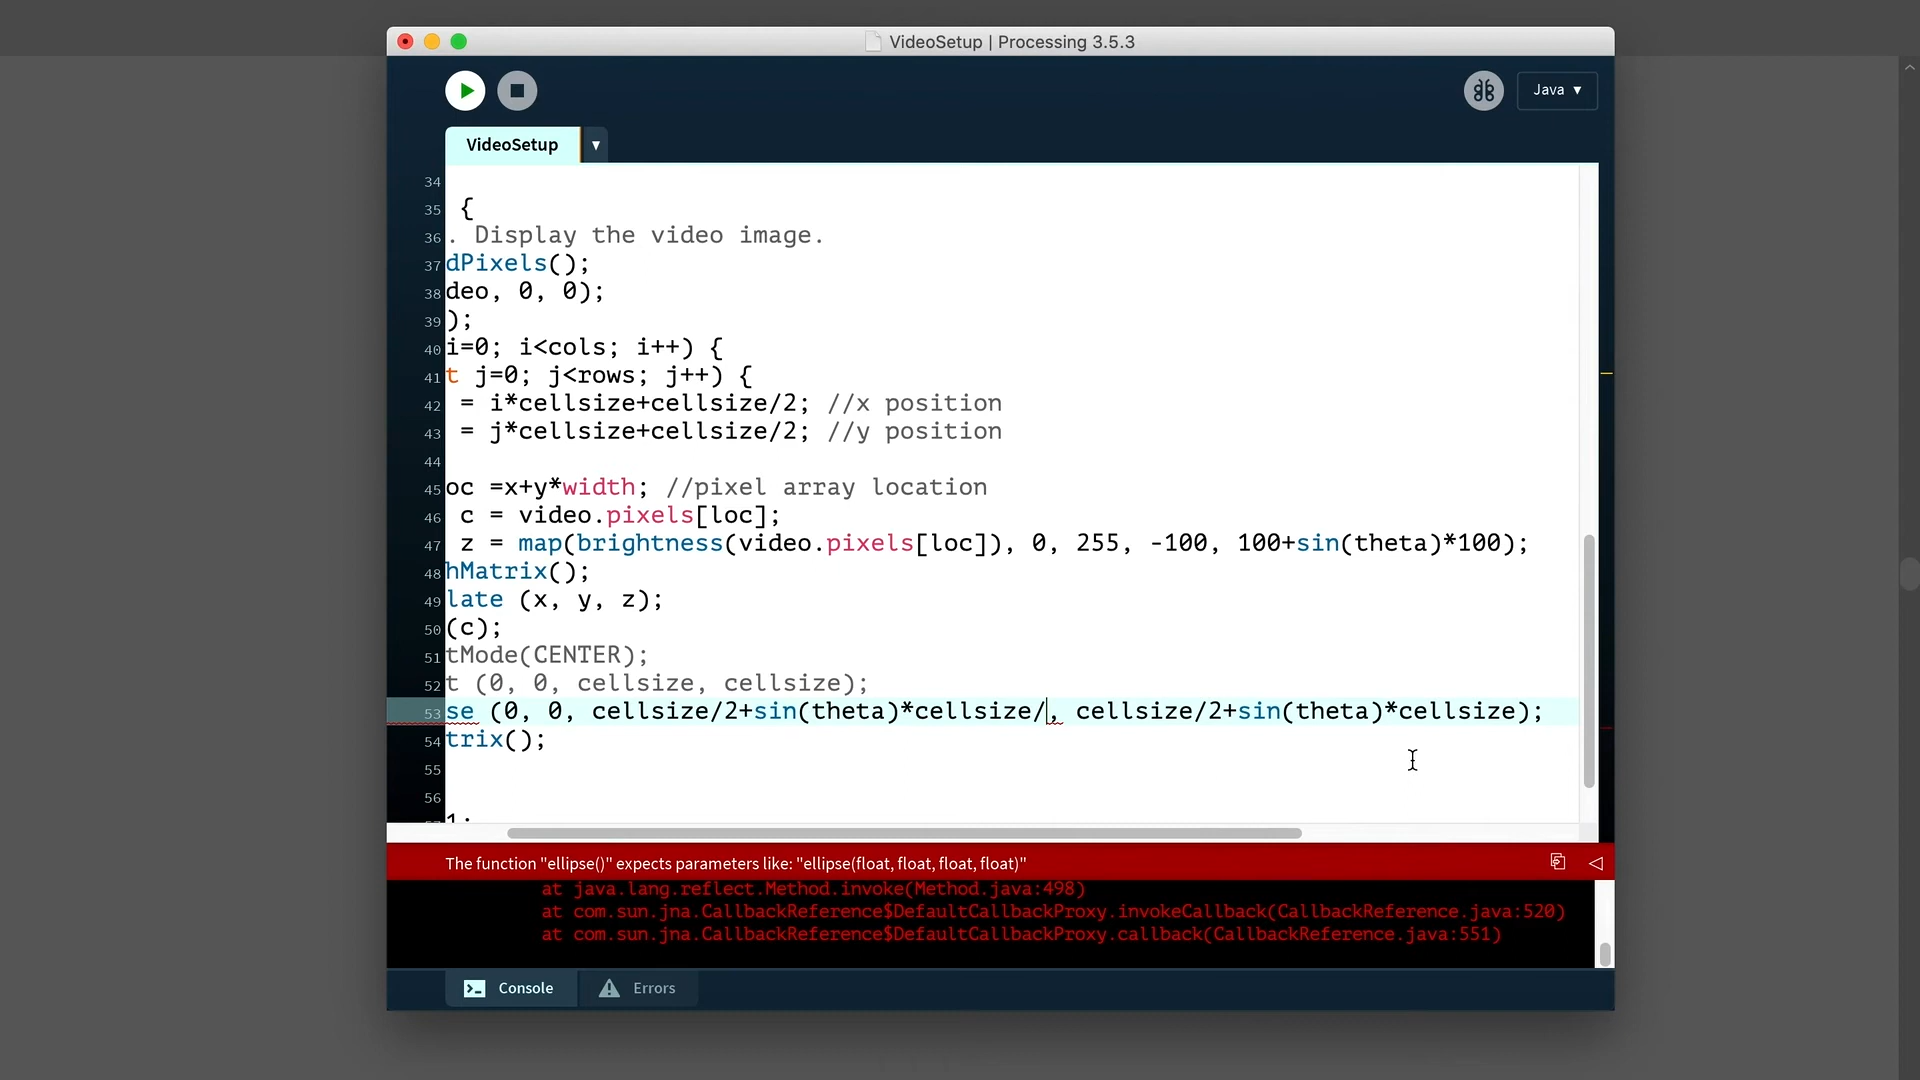 VideoSetup | Processing 3.5.3
Java ▼
VideoSetup ▼
34
35 {
36 . Display the video image.
37 dPixels();
38 deo, 0, 0);
39 );
40 i=0; i<cols; i++) {
41 t j=0; j<rows; j++) {
42 = i*cellsize+cellsize/2; //x position
43 = j*cellsize+cellsize/2; //y position
44
45 oc =x+y*width; //pixel array location
46 c = video.pixels[loc];
47 z = map(brightness(video.pixels[loc]), 0, 255, -100, 100+sin(theta)*100);
48 hMatrix();
49 late (x, y, z);
50 (c);
51 tMode(CENTER);
52 t (0, 0, cellsize, cellsize);
53 se (0, 0, cellsize/2+sin(theta)*cellsize/, cellsize/2+sin(theta)*cellsize);
54 trix();
55
56
1;
The function "ellipse()" expects parameters like: "ellipse(float, float, float, float)"
at java.lang.reflect.Method.invoke(Method.java:498)
at com.sun.jna.CallbackReference$DefaultCallbackProxy.invokeCallback(CallbackReference.java:520)
at com.sun.jna.CallbackReference$DefaultCallbackProxy.callback(CallbackReference.java:551)
Console Errors